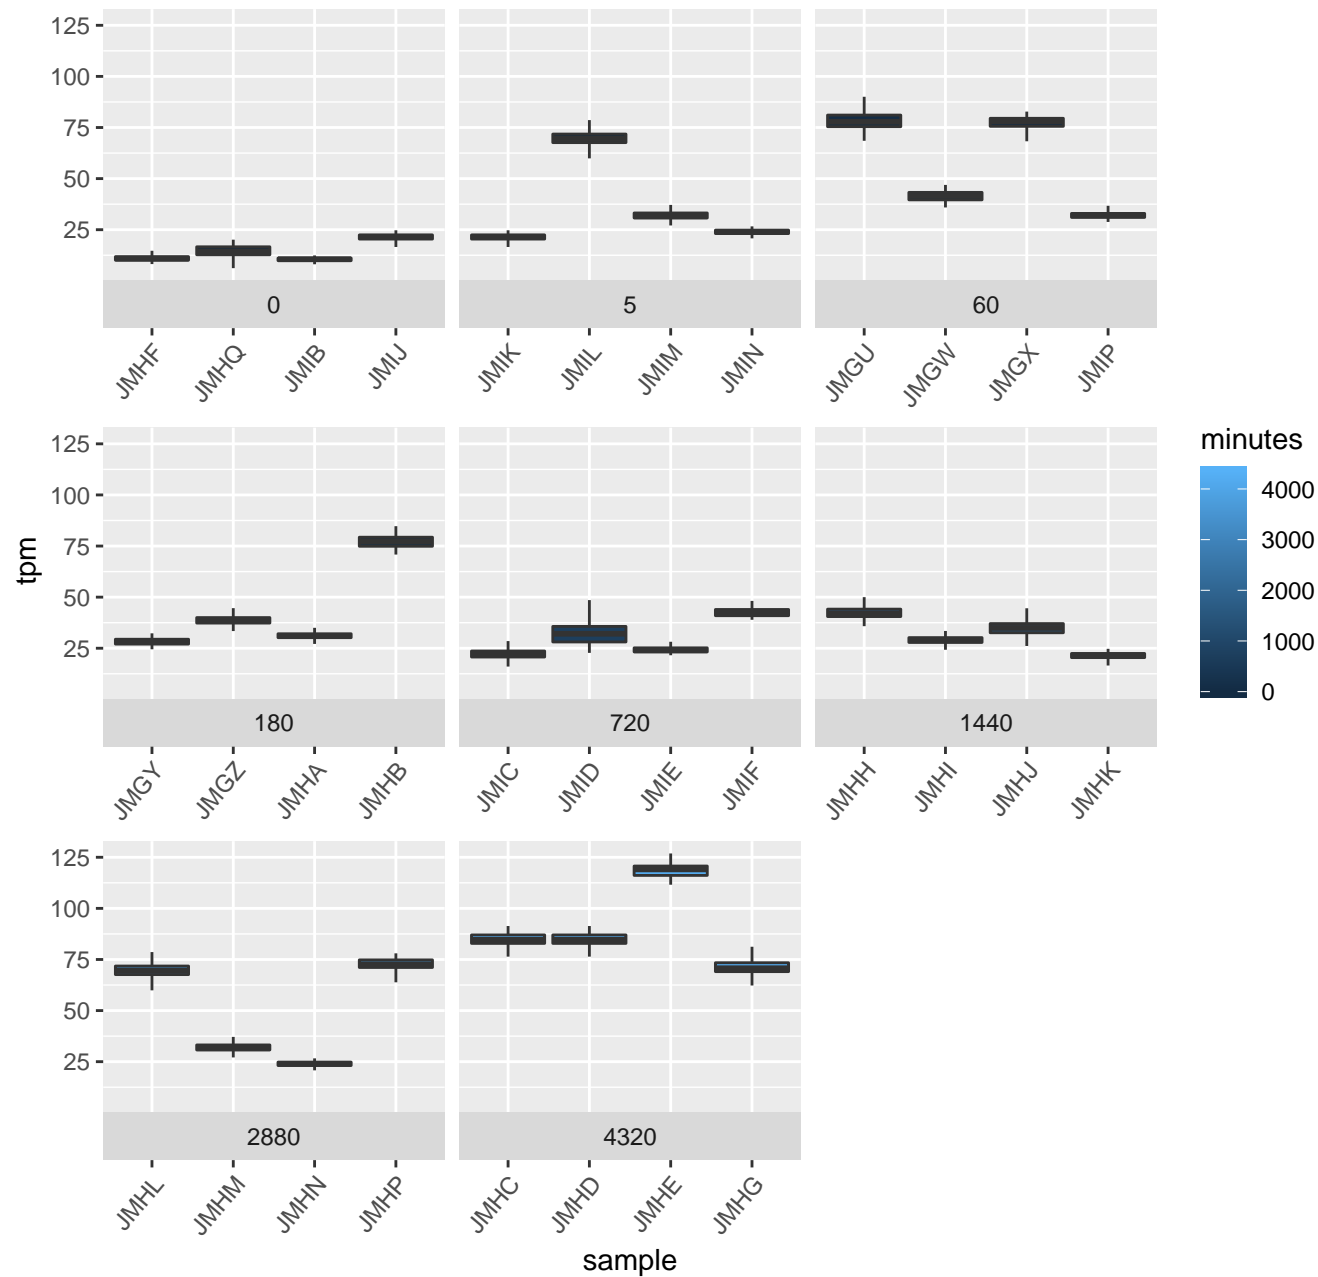 125
100
75
50
25
0
5
60
JMHF
JMHQ
JMIB
JMIJ
JMIK
JMIL
JMIM
JMIN
JMGU
JMGW
JMGX
JMIP
tpm
125
100
75
50
25
180
720
1440
JMGY
JMGZ
JMHA
JMHB
JMIC
JMID
JMIE
JMIF
JMHH
JMHI
JMHJ
JMHK
minutes
4000
3000
2000
1000
0
125
100
75
50
25
2880
4320
JMHL
JMHM
JMHN
JMHP
JMHC
JMHD
JMHE
JMHG
sample